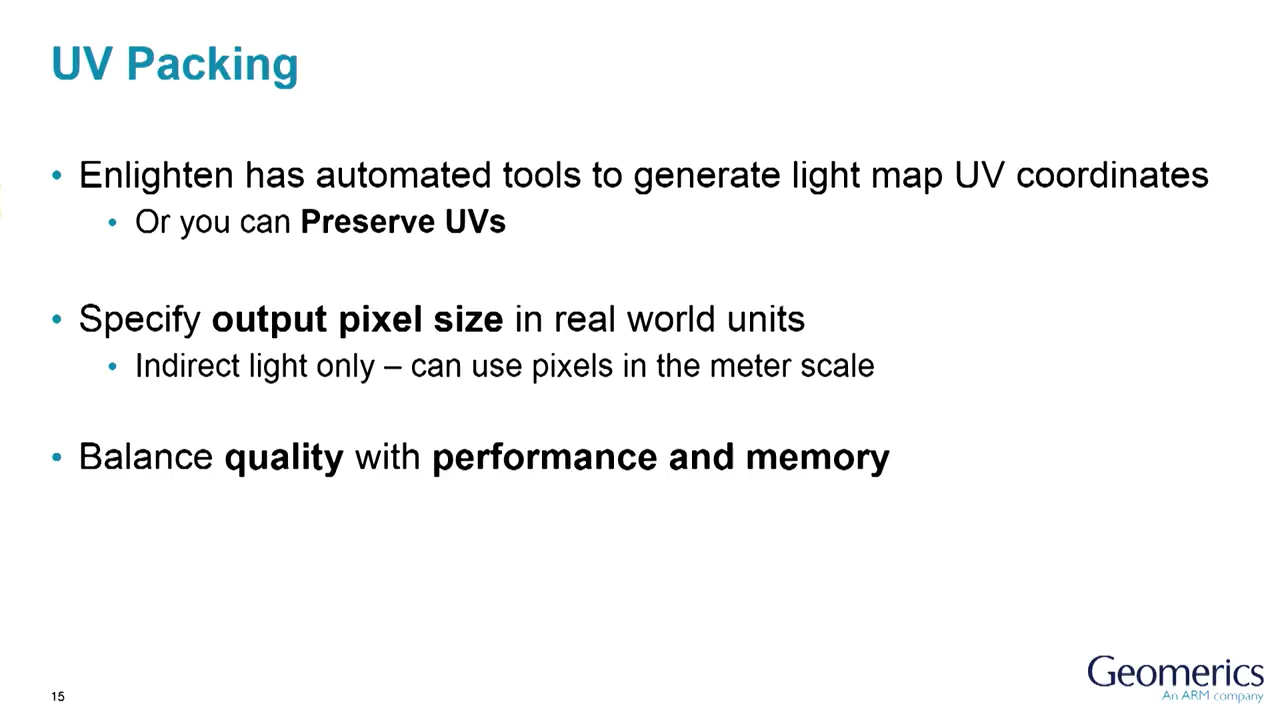 UV Packing
• Enlighten has automated tools to generate light map UV coordinates
• Or you can Preserve UVs
• Specify output pixel size in real world units
• Indirect light only – can use pixels in the meter scale
• Balance quality with performance and memory
15
Geomerics
An ARM company